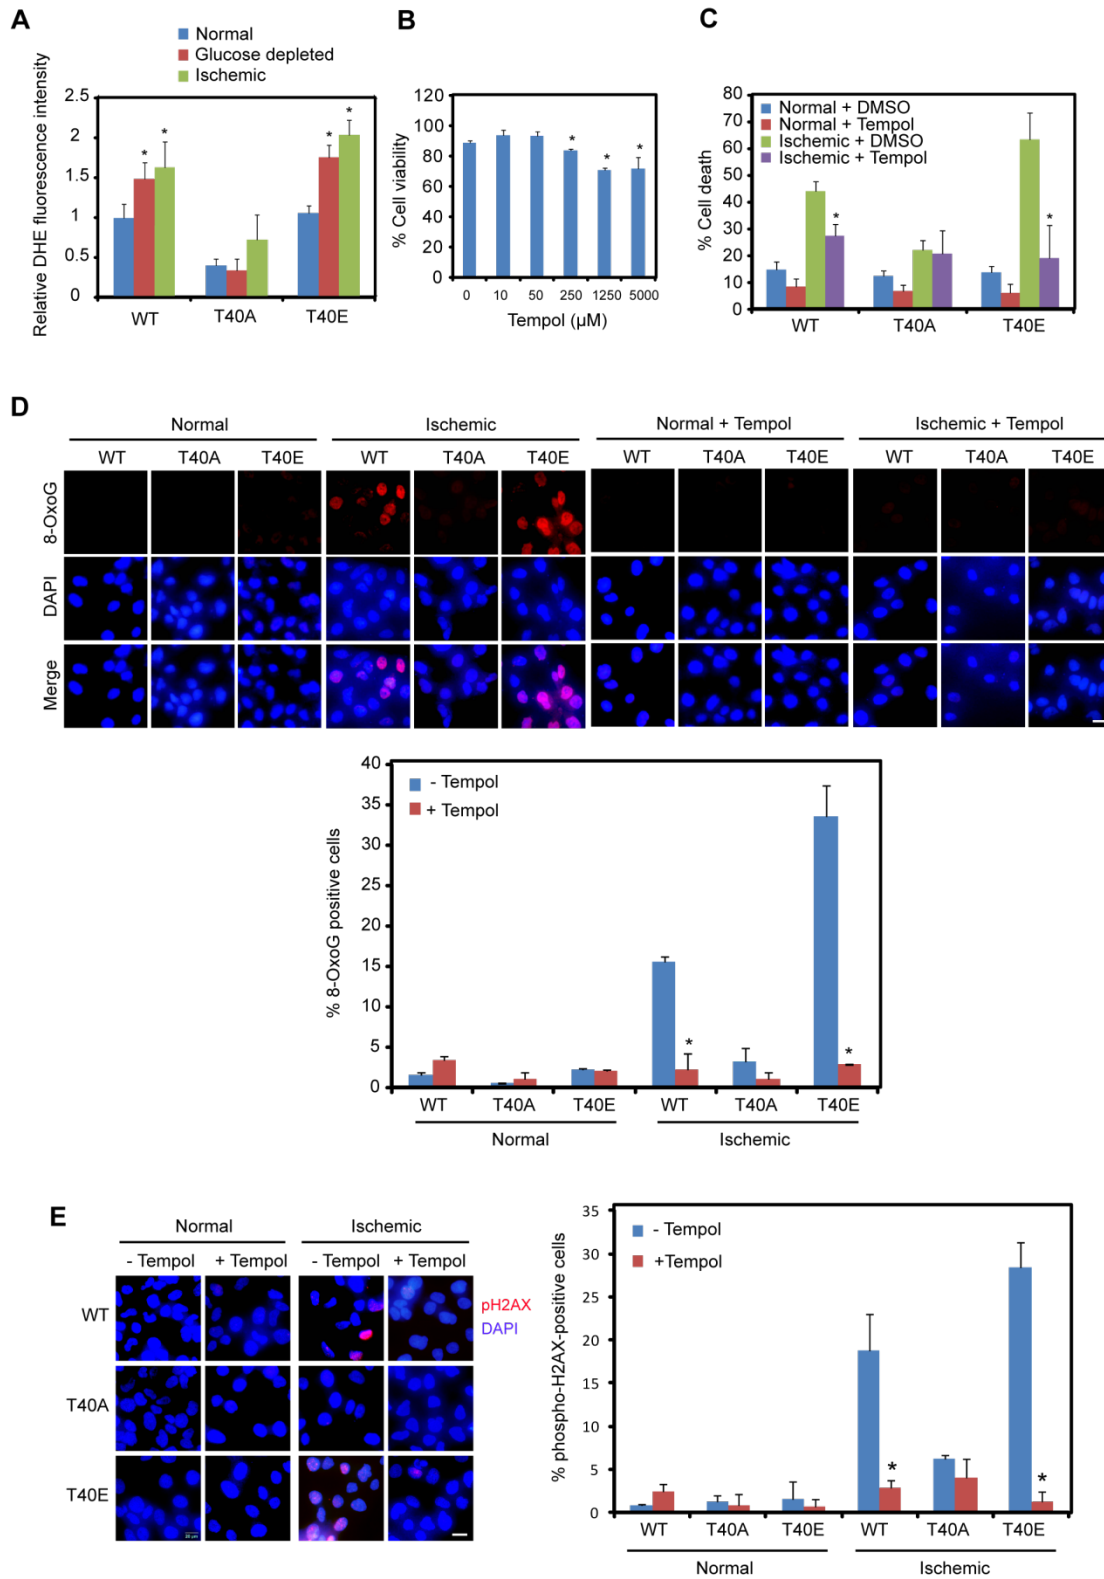 A
Normal
Glucose depleted
Ischemic
Relative DHE fluorescence intensity
2.5
2
1.5
1
0.5
0
* * * *
WT T40A T40E
B
% Cell viability
120
100
80
60
40
20
0
* * *
0 10 50 250 1250 5000
Tempol (µM)
C
% Cell death
80
70
60
50
40
30
20
10
0
Normal + DMSO
Normal + Tempol
Ischemic + DMSO
Ischemic + Tempol
* *
WT T40A T40E
D
Normal Ischemic Normal + Tempol Ischemic + Tempol
WT T40A T40E WT T40A T40E WT T40A T40E WT T40A T40E
8-OxoG
DAPI
Merge
% 8-OxoG positive cells
40
35
30
25
20
15
10
5
0
- Tempol
+ Tempol
* *
WT T40A T40E WT T40A T40E
Normal Ischemic
E
Normal Ischemic
- Tempol + Tempol - Tempol + Tempol
WT
T40A
T40E
pH2AX
DAPI
% phospho-H2AX-positive cells
35
30
25
20
15
10
5
0
- Tempol
+Tempol
* *
WT T40A T40E WT T40A T40E
Normal Ischemic